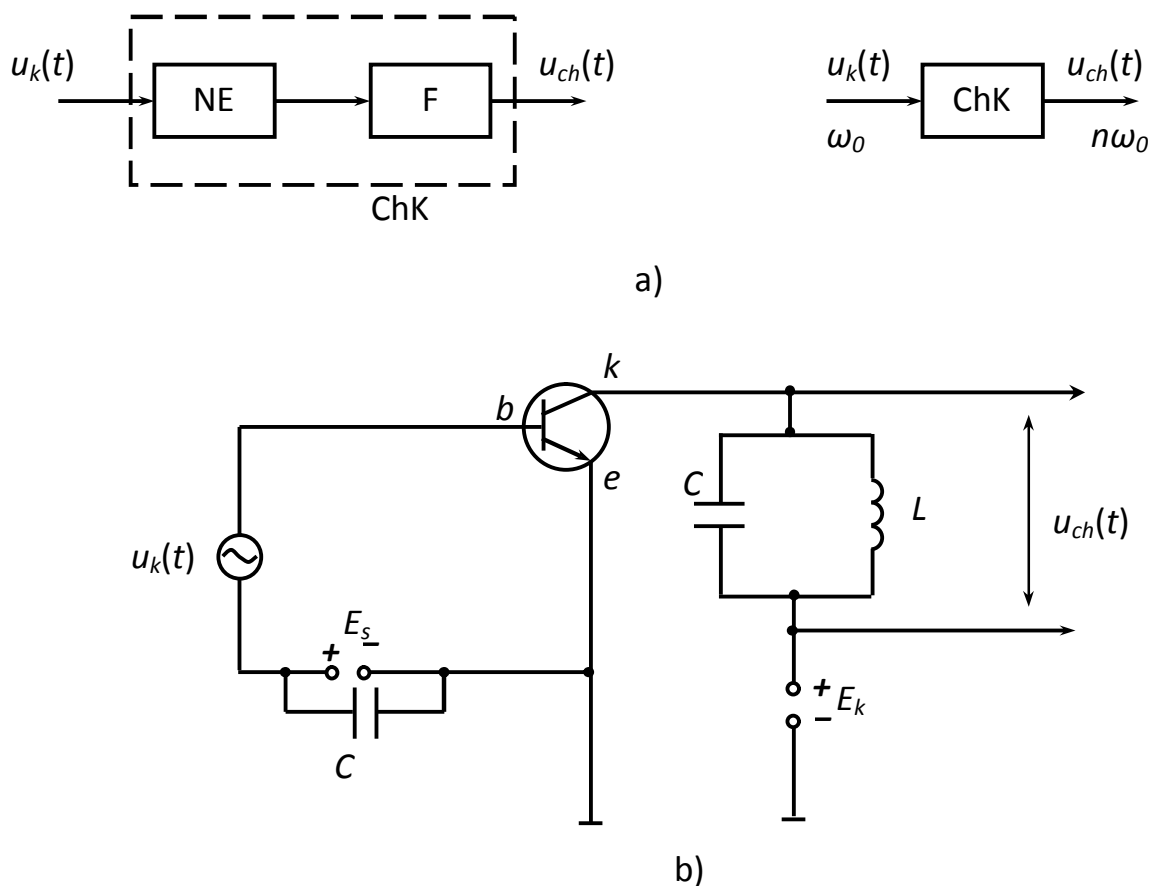 u_k(t)
NE
F
u_ch(t)
ChK
u_k(t)
ω_0
ChK
u_ch(t)
nω_0
a)
k
b
e
u_k(t)
E_s
+ −
C
C
L
u_ch(t)
+
−
E_k
b)